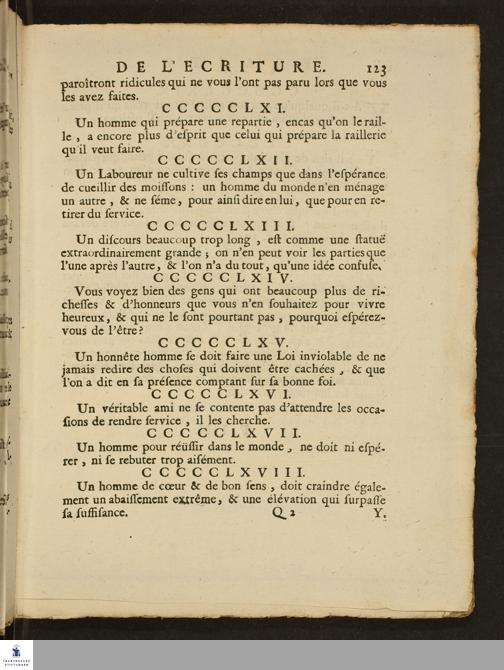 DE L'ECRITURE. 123
paroîtront ridicules qui ne vous l'ont pas paru lors que vous
les avez faites.
CCCCCCLXI.
Un homme qui prépare une repartie, encas qu'on le rail-
le, a encore plus d'eſprit que celui qui prépare la raillerie
qu'il veut faire.
CCCCCCLXII.
Un Laboureur ne cultive ſes champs que dans l'eſpérance
de cueillir des moiſſons : un homme du monde n'en ménage
un autre, & ne ſéme, pour ainſi dire en lui, que pour en re-
tirer du ſervice.
CCCCCCLXIII.
Un diſcours beaucoup trop long, eſt comme une ſtatuë
extraordinairement grande; on n'en peut voir les parties que
l'une après l'autre, & l'on n'a du tout, qu'une idée confuſe.
CCCCCCLXIV.
Vous voyez bien des gens qui ont beaucoup plus de ri-
cheſſes & d'honneurs que vous n'en ſouhaitez pour vivre
heureux, & qui ne le ſont pourtant pas, pourquoi eſpérez-
vous de l'être?
CCCCCCLXV.
Un honnête homme ſe doit faire une Loi inviolable de ne
jamais redire des choſes qui doivent être cachées, & que
l'on a dit en ſa préſence comptant ſur ſa bonne foi.
CCCCCCLXVI.
Un véritable ami ne ſe contente pas d'attendre les occa-
ſions de rendre ſervice, il les cherche.
CCCCCCLXVII.
Un homme pour réüſſir dans le monde, ne doit ni eſpé-
rer, ni ſe rebuter trop aiſément.
CCCCCCLXVIII.
Un homme de cœur & de bon ſens, doit craindre égale-
ment un abaiſſement extrême, & une élévation qui ſurpaſſe
ſa ſuffiſance. Q 2 Y.
FRANCKESCHE
STIFTUNGEN